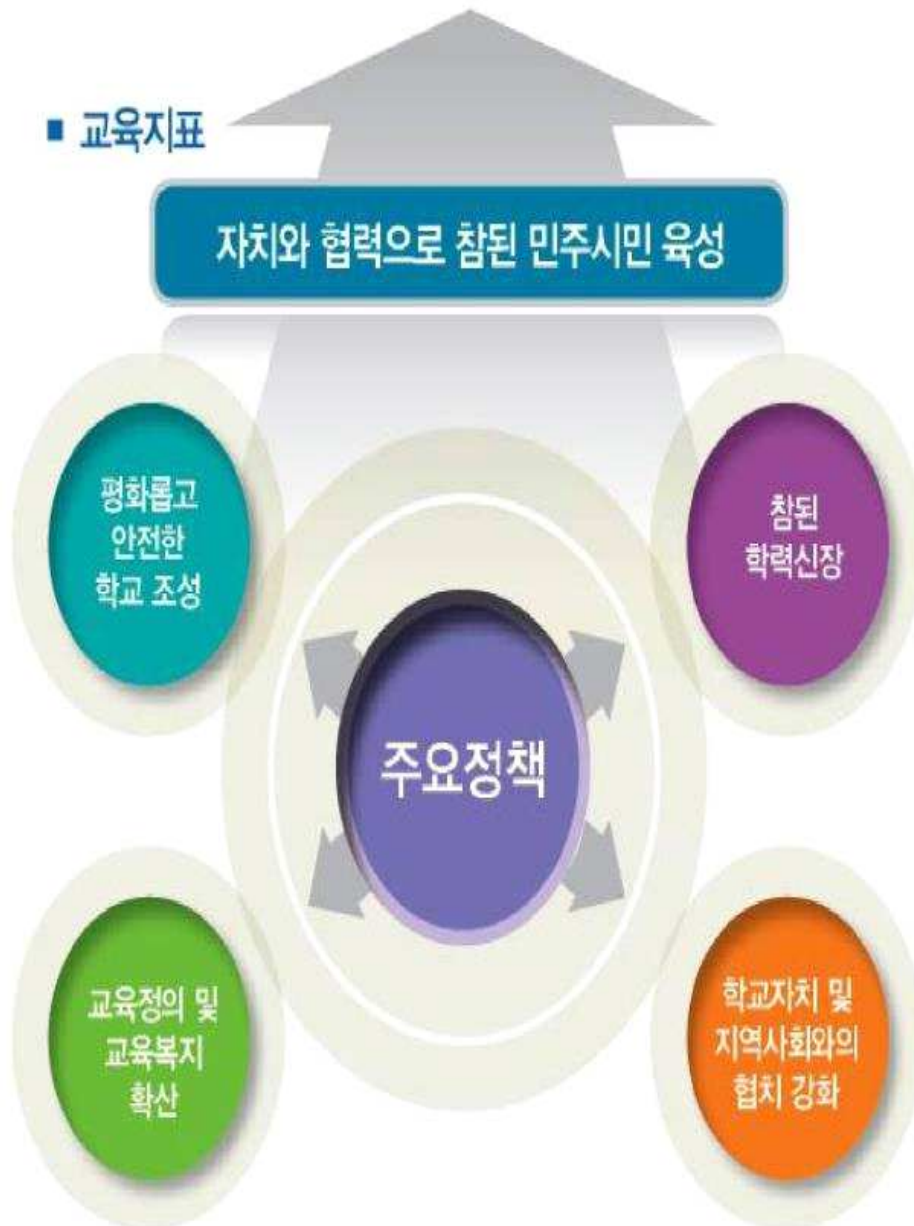 ■ 교육지표
자치와 협력으로 참된 민주시민 육성
평화롭고
안전한
학교 조성
참된
학력신장
주요정책
교육정의 및
교육복지
확산
학교자치 및
지역사회와의
협치 강화